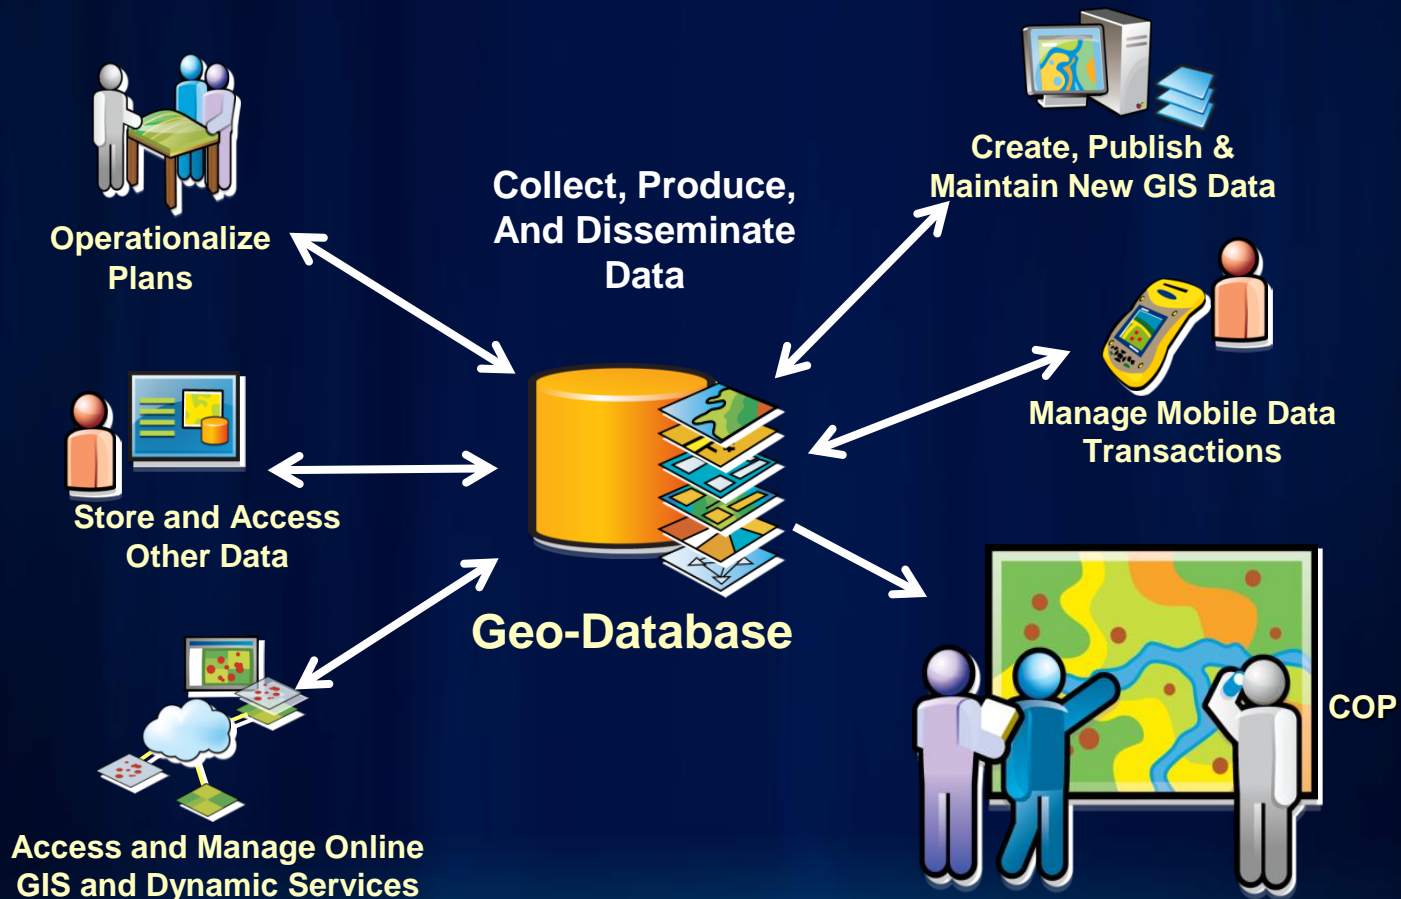 Create, Publish &
Maintain New GIS Data
Collect, Produce,
And Disseminate
Data
Operationalize
Plans
Manage Mobile Data
Transactions
Store and Access
Other Data
Geo-Database
COP
Access and Manage Online
GIS and Dynamic Services